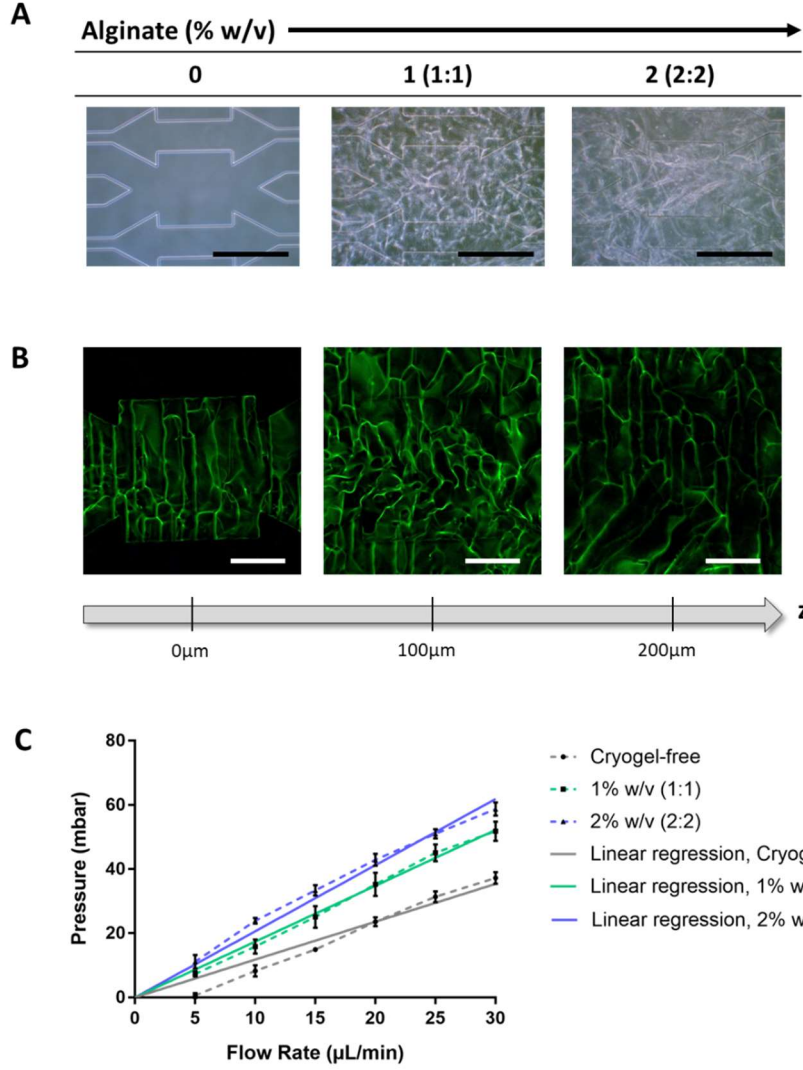 A
Alginate (% w/v)
0 1 (1:1) 2 (2:2)
B
z
0µm 100µm 200µm
C
80
60
40
20
0
0 5 10 15 20 25 30
Pressure (mbar)
Flow Rate (µL/min)
Cryogel-free
1% w/v (1:1)
2% w/v (2:2)
Linear regression, Cryog
Linear regression, 1% w
Linear regression, 2% w